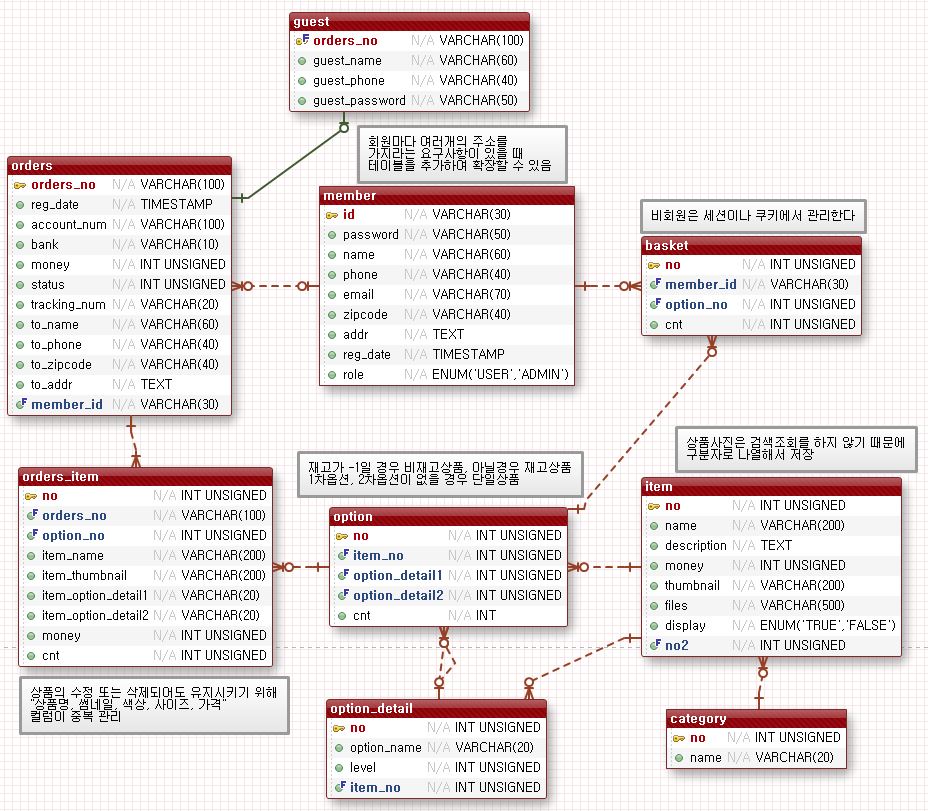 guest
orders_no N/A VARCHAR(100)
guest_name N/A VARCHAR(60)
guest_phone N/A VARCHAR(40)
guest_password N/A VARCHAR(50)
회원마다 여러개의 주소를
가지라는 요구사항이 있을 때
테이블을 추가하여 확장할 수 있음
orders
orders_no N/A VARCHAR(100)
reg_date N/A TIMESTAMP
account_num N/A VARCHAR(100)
bank N/A VARCHAR(10)
money N/A INT UNSIGNED
status N/A INT UNSIGNED
tracking_num N/A VARCHAR(20)
to_name N/A VARCHAR(60)
to_phone N/A VARCHAR(40)
to_zipcode N/A VARCHAR(40)
to_addr N/A TEXT
member_id N/A VARCHAR(30)
member
id N/A VARCHAR(30)
password N/A VARCHAR(50)
name N/A VARCHAR(60)
phone N/A VARCHAR(40)
email N/A VARCHAR(70)
zipcode N/A VARCHAR(40)
addr N/A TEXT
reg_date N/A TIMESTAMP
role N/A ENUM('USER','ADMIN')
비회원은 세션이나 쿠키에서 관리한다
basket
no N/A INT UNSIGNED
member_id N/A VARCHAR(30)
option_no N/A INT UNSIGNED
cnt N/A INT UNSIGNED
orders_item
no N/A INT UNSIGNED
orders_no N/A VARCHAR(100)
option_no N/A INT UNSIGNED
item_name N/A VARCHAR(200)
item_thumbnail N/A VARCHAR(200)
item_option_detail1 N/A VARCHAR(20)
item_option_detail2 N/A VARCHAR(20)
money N/A INT UNSIGNED
cnt N/A INT UNSIGNED
상품의 수정 또는 삭제되어도 유지시키기 위해
"상품명, 썸네일, 색상, 사이즈, 가격"
컬럼이 중복 관리
재고가 -1일 경우 비재고상품, 아닐경우 재고상품
1차옵션, 2차옵션이 없을 경우 단일상품
option
no N/A INT UNSIGNED
item_no N/A INT UNSIGNED
option_detail1 N/A INT UNSIGNED
option_detail2 N/A INT UNSIGNED
cnt N/A INT
상품사진은 검색조회를 하지 않기 때문에
구분자로 나열해서 저장
item
no N/A INT UNSIGNED
name N/A VARCHAR(200)
description N/A TEXT
money N/A INT UNSIGNED
thumbnail N/A VARCHAR(200)
files N/A VARCHAR(500)
display N/A ENUM('TRUE','FALSE')
no2 N/A INT UNSIGNED
option_detail
no N/A INT UNSIGNED
option_name N/A VARCHAR(20)
level N/A INT UNSIGNED
item_no N/A INT UNSIGNED
category
no N/A INT UNSIGNED
name N/A VARCHAR(20)